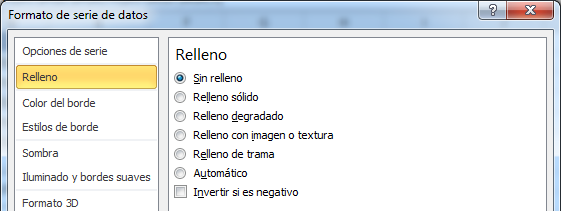 Formato de serie de datos
Opciones de serie
Relleno
Color del borde
Estilos de borde
Sombra
Iluminado y bordes suaves
Formato 3D
Relleno
Sin relleno
Relleno sólido
Relleno degradado
Relleno con imagen o textura
Relleno de trama
Automático
Invertir si es negativo